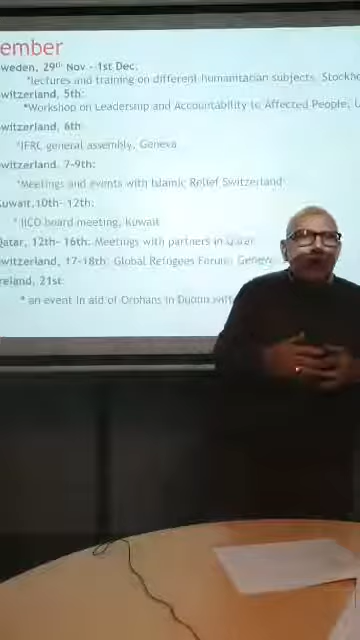 ember
weden, 29th Nov - 1st Dec:
*lectures and training on different humanitarian subjects, Stockho
witzerland, 5th:
*Workshop on Leadership and Accountability to Affected People, U
witzerland, 6th:
*IFRC general assembly, Geneva
witzerland, 7-9th:
*Meetings and events with Islamic Relief Switzerland
uwait,10th- 12th:
* IICO board meeting, Kuwait
Qatar, 12th- 16th: Meetings with partners in Qatar
witzerland, 17-18th: Global Refugees Forum, Genev
reland, 21st:
* an event in aid of Orphans in Dublin